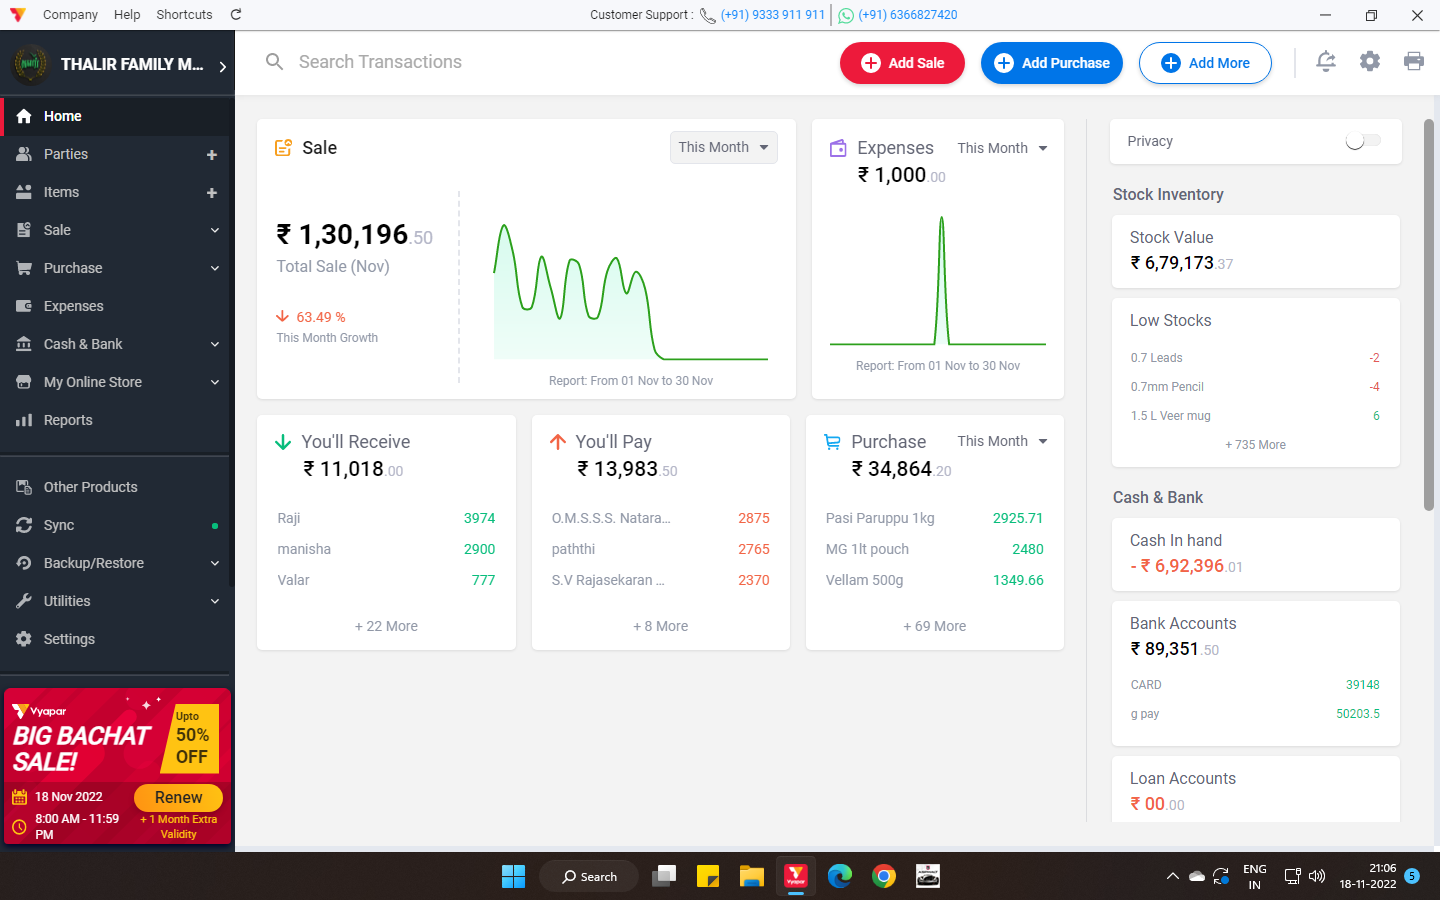 Company Help Shortcuts
Customer Support : (+91) 9333 911 911 (+91) 6366827420
THALIR FAMILY M...
Search Transactions
Add Sale
Add Purchase
Add More
Home
Parties
Items
Sale
Purchase
Expenses
Cash & Bank
My Online Store
Reports
Other Products
Sync
Backup/Restore
Utilities
Settings
Vyapar
BIG BACHAT
SALE!
Upto
50%
OFF
18 Nov 2022
8:00 AM - 11:59
PM
Renew
+ 1 Month Extra
Validity
Sale
This Month
₹ 1,30,196.50
Total Sale (Nov)
63.49 %
This Month Growth
Report: From 01 Nov to 30 Nov
Expenses
This Month
₹ 1,000.00
Report: From 01 Nov to 30 Nov
You'll Receive
₹ 11,018.00
Raji 3974
manisha 2900
Valar 777
+ 22 More
You'll Pay
₹ 13,983.50
O.M.S.S.S. Natara... 2875
paththi 2765
S.V Rajasekaran ... 2370
+ 8 More
Purchase
This Month
₹ 34,864.20
Pasi Paruppu 1kg 2925.71
MG 1lt pouch 2480
Vellam 500g 1349.66
+ 69 More
Privacy
Stock Inventory
Stock Value
₹ 6,79,173.37
Low Stocks
0.7 Leads -2
0.7mm Pencil -4
1.5 L Veer mug 6
+ 735 More
Cash & Bank
Cash In hand
- ₹ 6,92,396.01
Bank Accounts
₹ 89,351.50
CARD 39148
g pay 50203.5
Loan Accounts
₹ 00.00
Search
Vyapar
ENG
IN
21:06
18-11-2022
5